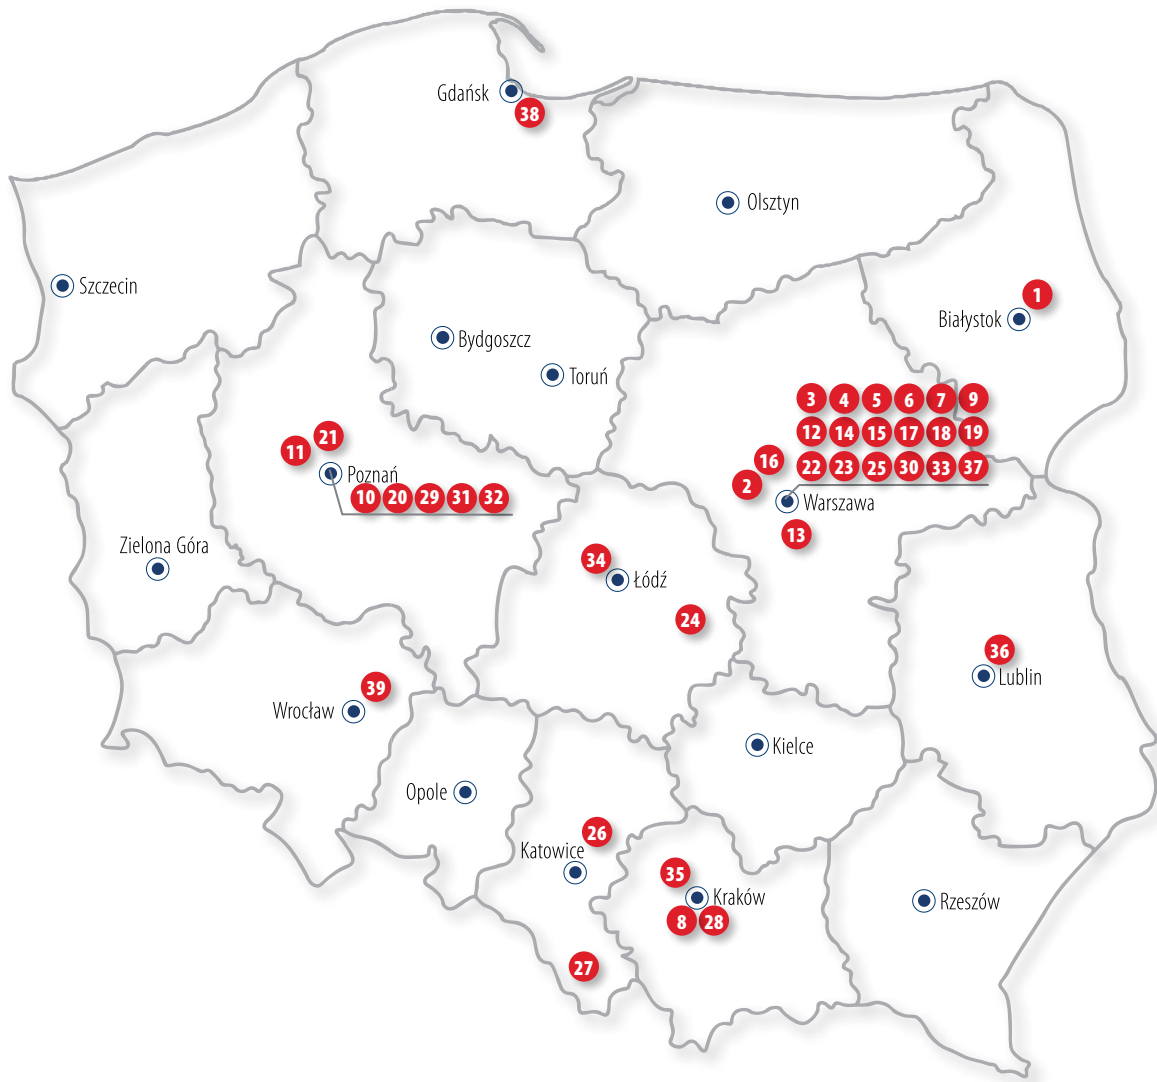 Gdańsk
38
Olsztyn
Szczecin
1
Białystok
Bydgoszcz
Toruń
3 4 5 6 7 9
12 14 15 17 18 19
22 23 25 30 33 37
16
2
Warszawa
13
21
11
Poznań
10 20 29 31 32
Zielona Góra
34
Łódź
24
36
Lublin
39
Wrocław
Kielce
Opole
26
Katowice
35
Kraków
8 28
Rzeszów
27